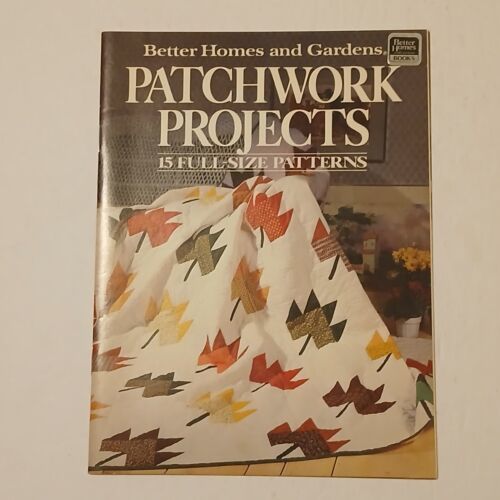 Better Homes and Gardens®
Better
Homes
BOOKS
PATCHWORK
PROJECTS
15 FULL-SIZE PATTERNS